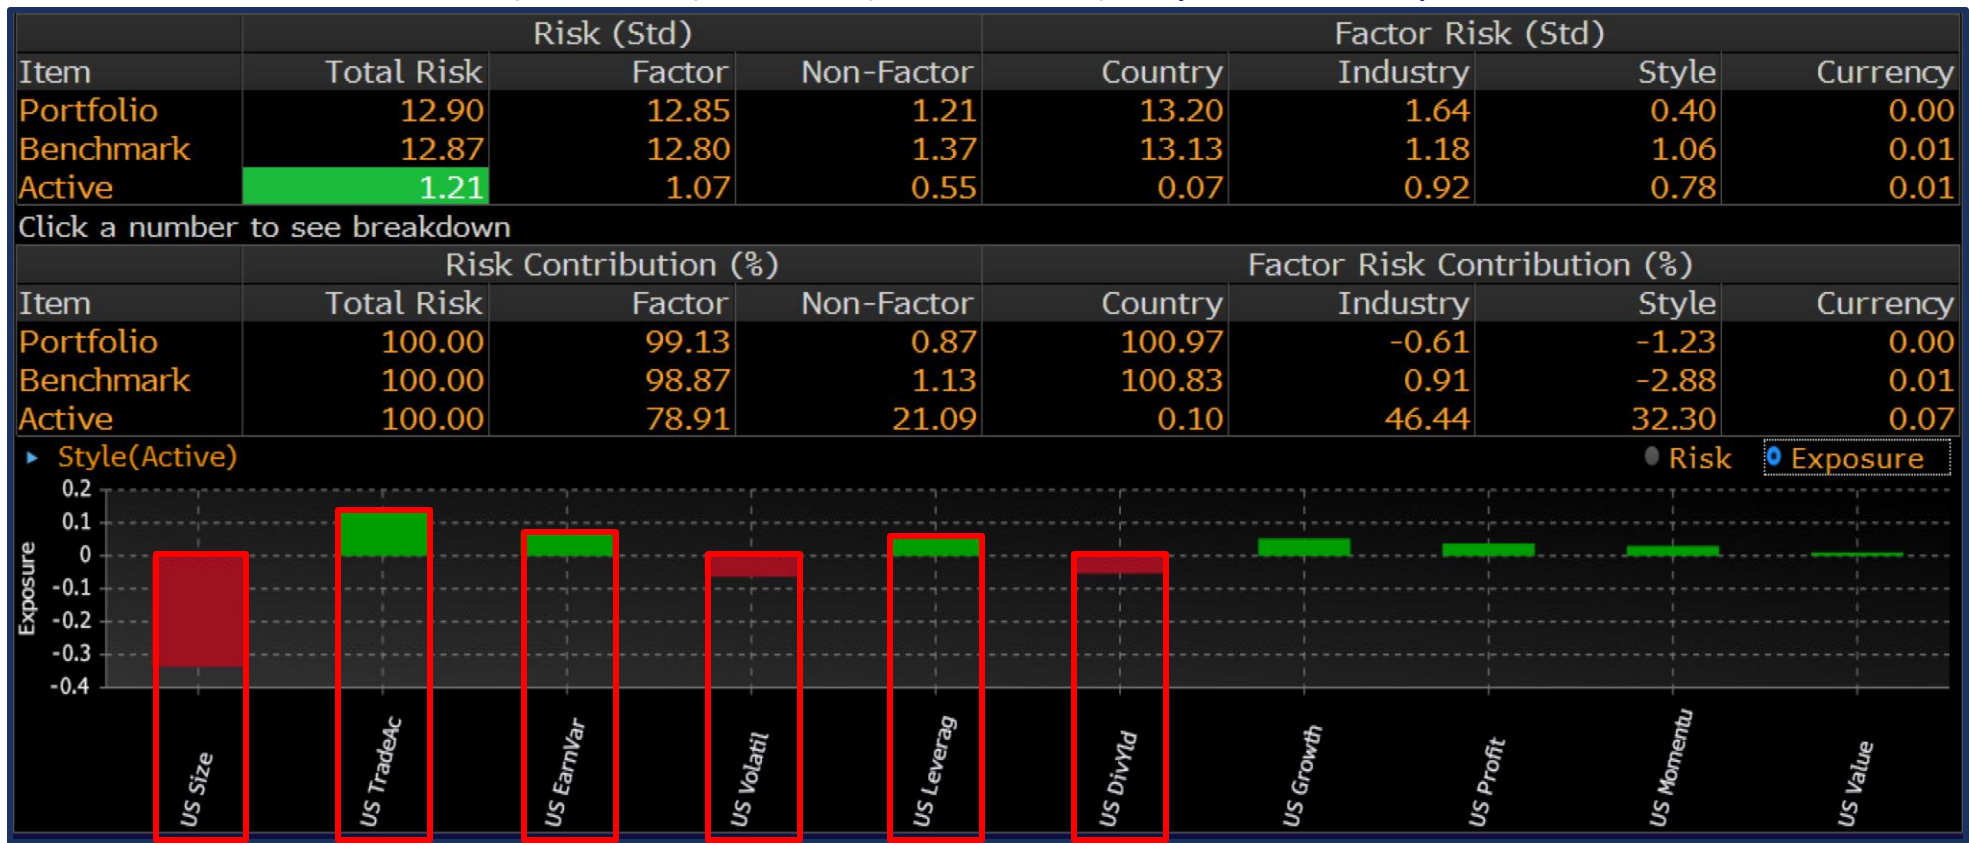 Risk (Std) Factor Risk (Std)
Item Total Risk Factor Non-Factor Country Industry Style Currency
Portfolio 12.90 12.85 1.21 13.20 1.64 0.40 0.00
Benchmark 12.87 12.80 1.37 13.13 1.18 1.06 0.01
Active 1.21 1.07 0.55 0.07 0.92 0.78 0.01
Click a number to see breakdown
Risk Contribution (%) Factor Risk Contribution (%)
Item Total Risk Factor Non-Factor Country Industry Style Currency
Portfolio 100.00 99.13 0.87 100.97 -0.61 -1.23 0.00
Benchmark 100.00 98.87 1.13 100.83 0.91 -2.88 0.01
Active 100.00 78.91 21.09 0.10 46.44 32.30 0.07
Style(Active) Risk Exposure
0.2
0.1
0
-0.1
-0.2
-0.3
-0.4
Exposure
US Size
US TradeAc
US EarnVar
US Volatil
US Leverag
US DivYld
US Growth
US Profit
US Momentu
US Value